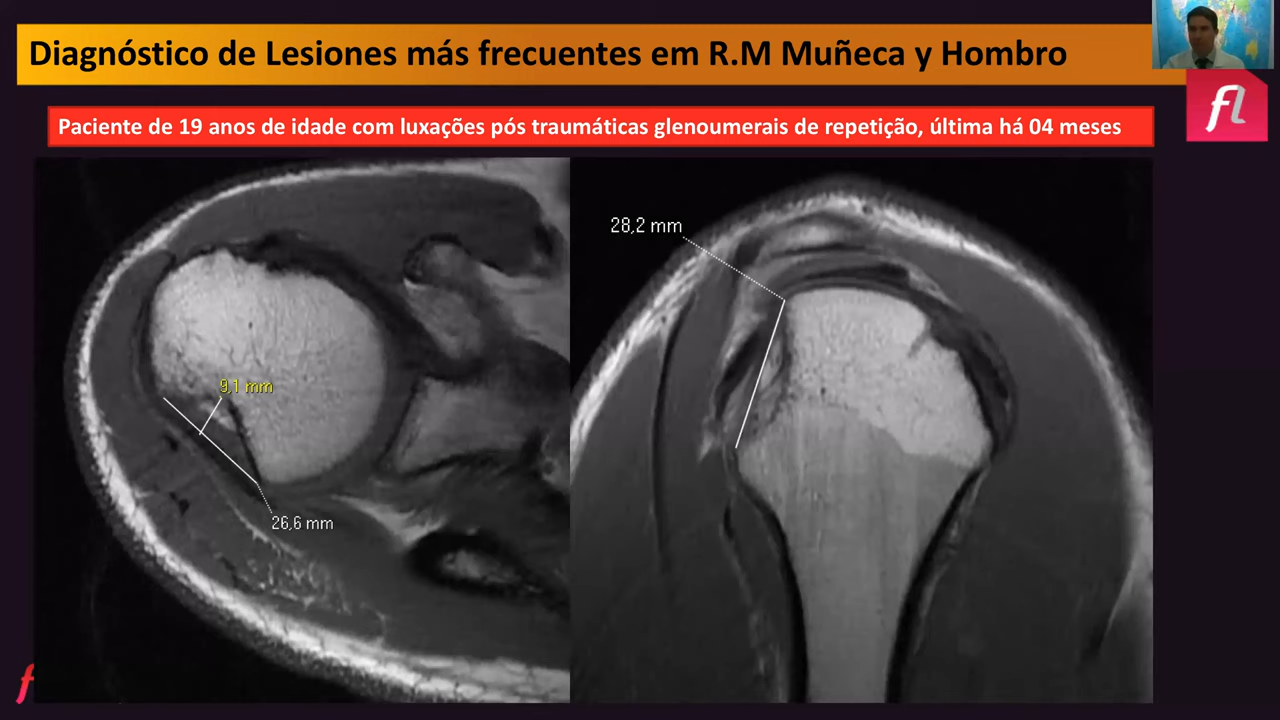 Diagnóstico de Lesiones más frecuentes em R.M Muñeca y Hombro
fl
Paciente de 19 anos de idade com luxações pós traumáticas glenoumerais de repetição, última há 04 meses
28,2 mm
9,1 mm
26,6 mm